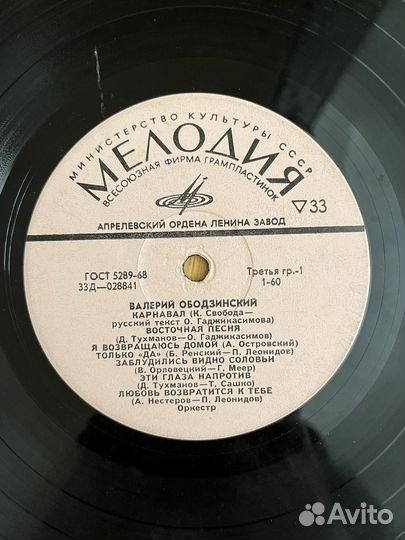 МИНИСТЕРСТВО КУЛЬТУРЫ СССР
МЕЛОДИЯ
ВСЕСОЮЗНАЯ ФИРМА ГРАМПЛАСТИНОК
▽33
АПРЕЛЕВСКИЙ ОРДЕНА ЛЕНИНА ЗАВОД
ГОСТ 5289-68 Третья гр.-1
33Д—028841 1-60
ВАЛЕРИЙ ОБОДЗИНСКИЙ
КАРНАВАЛ (К. Свобода—
русский текст О. Гаджикасимова)
ВОСТОЧНАЯ ПЕСНЯ
(Д. Тухманов—О. Гаджикасимов)
Я ВОЗВРАЩАЮСЬ ДОМОЙ (А. Островский)
ТОЛЬКО „ДА» (Б. Ренский—П. Леонидов)
ЗАБЛУДИЛИСЬ ВИДНО СОЛОВЬИ
(В. Орловецкий—Г. Меер)
ЭТИ ГЛАЗА НАПРОТИВ
(Д. Тухманов—Т. Сашко)
ЛЮБОВЬ ВОЗВРАТИТСЯ К ТЕБЕ
(А. Нестеров—П. Леонидов)
Оркестр
Avito